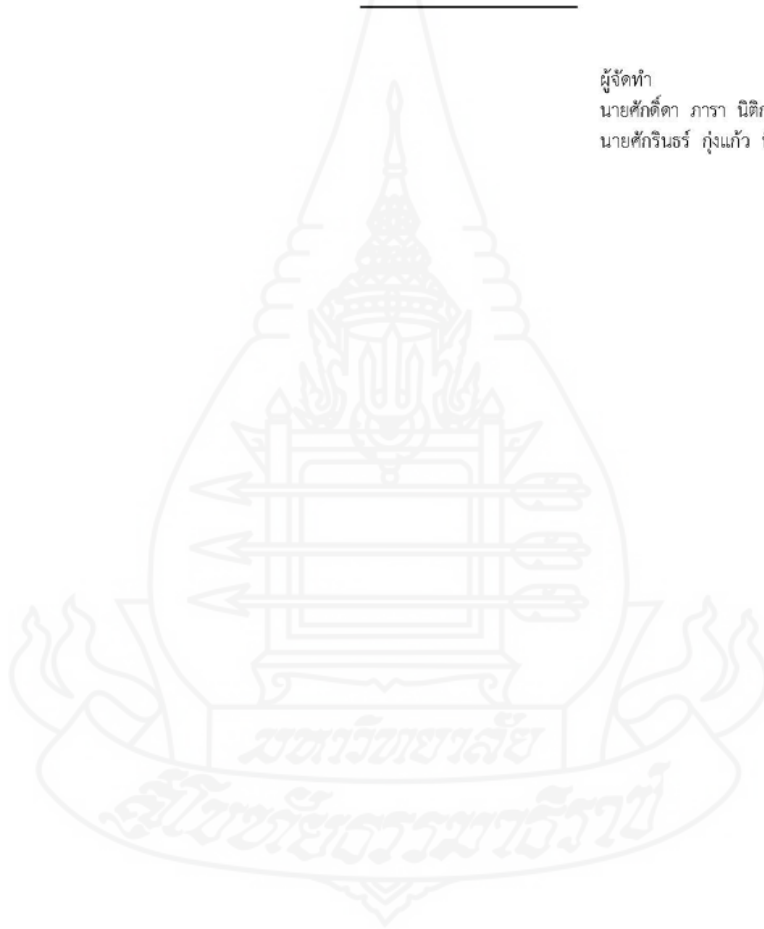 ผู้จัดทำ
นายศักดิ์ดา ภารา
นายศักรินธร์ กุ่งแก้ว
มหาวิทยาลัย
สุโขทัยธรรมาธิราช